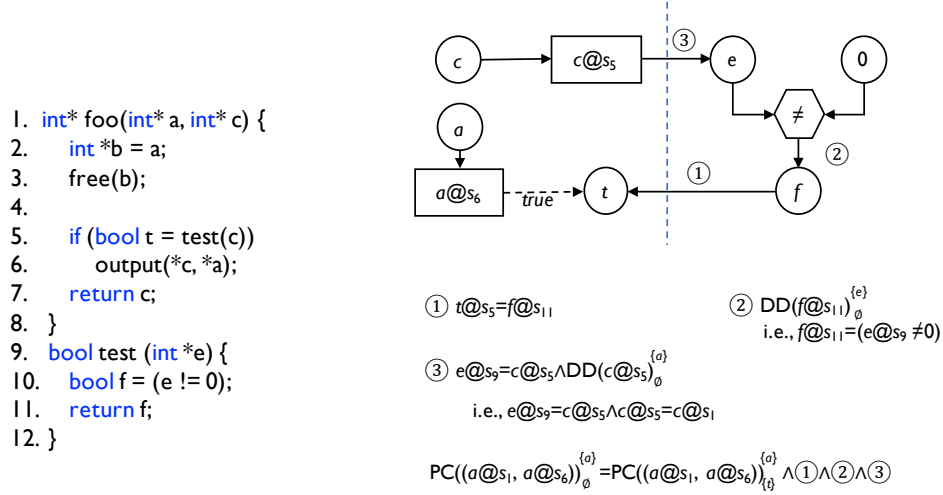 1. int* foo(int* a, int* c) {
2. int *b = a;
3. free(b);
4.
5. if (bool t = test(c))
6. output(*c, *a);
7. return c;
8. }
9. bool test (int *e) {
10. bool f = (e != 0);
11. return f;
12. }
c
c@s₅
③
e
0
≠
②
a
a@s₆
true
t
①
f
① t@s₅=f@s₁₁
② DD(f@s₁₁)^{e}_ø
i.e., f@s₁₁=(e@s₉ ≠0)
③ e@s₉=c@s₅∧DD(c@s₅)^{a}_ø
i.e., e@s₉=c@s₅∧c@s₅=c@s₁
PC((a@s₁, a@s₆))^{a}_ø =PC((a@s₁, a@s₆))^{a}_{t} ∧①∧②∧③